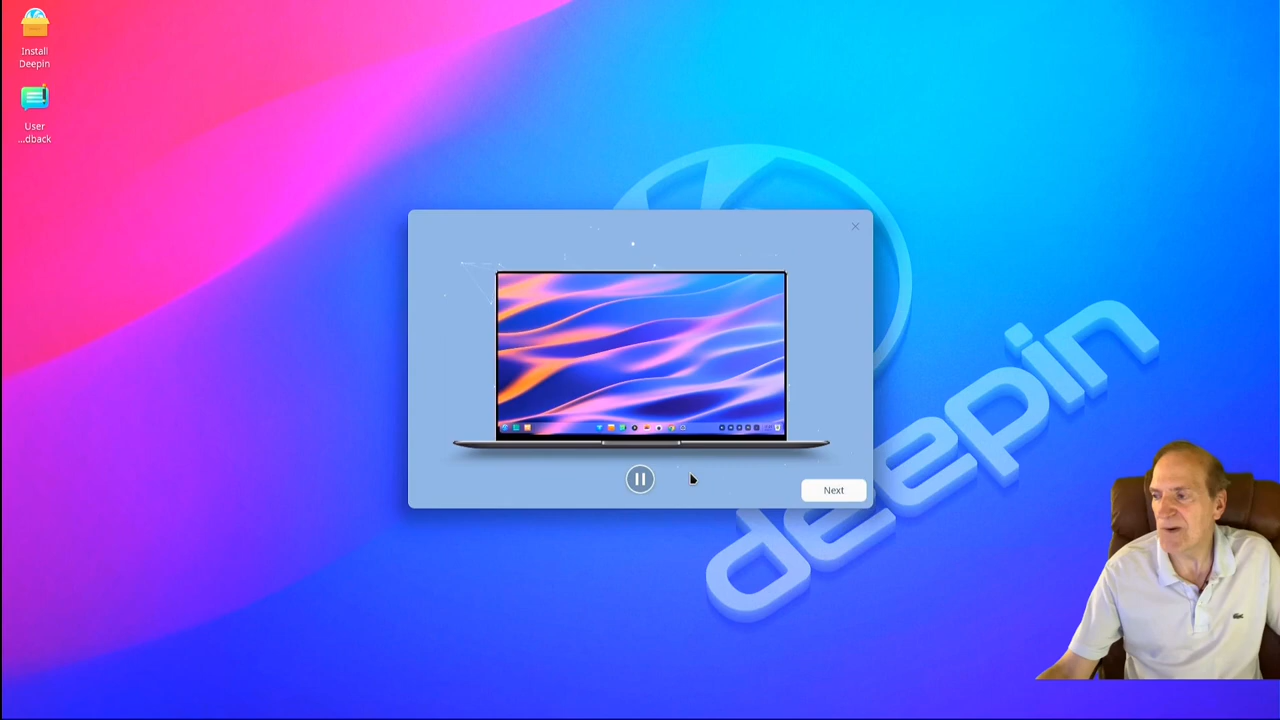 Install
Deepin
User
...dback
Next
deepin